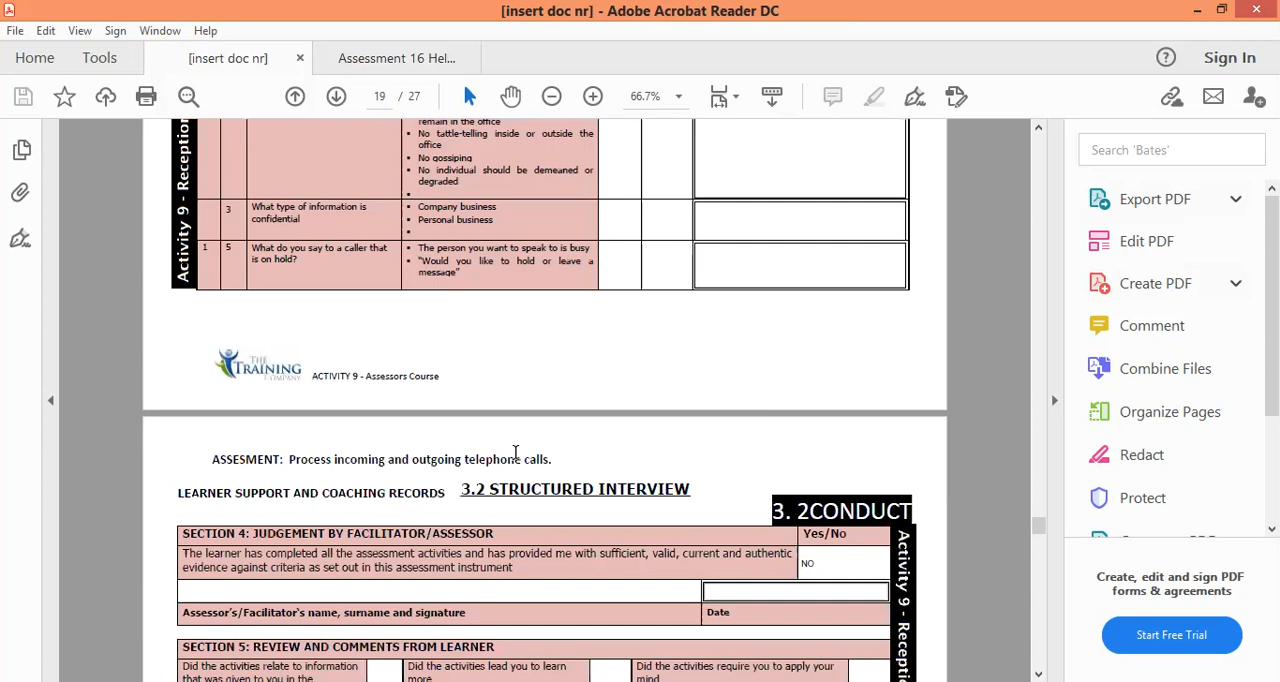 [insert doc nr] - Adobe Acrobat Reader DC
File Edit View Sign Window Help
Home Tools [insert doc nr] × Assessment 16 Hel... ? Sign In
19 / 27 66.7%
Activity 9 - Reception
remain in the office
• No tattle-telling inside or outside the
office
• No gossiping
• No individual should be demeaned or
degraded
•
3 What type of information is
confidential
• Company business
• Personal business
•
1 5 What do you say to a caller that
is on hold?
• The person you want to speak to is busy
• "Would you like to hold or leave a
message"
THE
TRAINING
COMPANY
ACTIVITY 9 - Assessors Course
ASSESMENT: Process incoming and outgoing telephone calls.
LEARNER SUPPORT AND COACHING RECORDS 3.2 STRUCTURED INTERVIEW
3. 2CONDUCT
SECTION 4: JUDGEMENT BY FACILITATOR/ASSESSOR Yes/No
The learner has completed all the assessment activities and has provided me with sufficient, valid, current and authentic
evidence against criteria as set out in this assessment instrument
NO
Assessor's/Facilitator's name, surname and signature Date
Activity 9 - Receptio
SECTION 5: REVIEW AND COMMENTS FROM LEARNER
Did the activities relate to information
that was given to you in the
Did the activities lead you to learn
more
Did the activities require you to apply your
mind
Search 'Bates'
Export PDF
Edit PDF
Create PDF
Comment
Combine Files
Organize Pages
Redact
Protect
Create, edit and sign PDF
forms & agreements
Start Free Trial